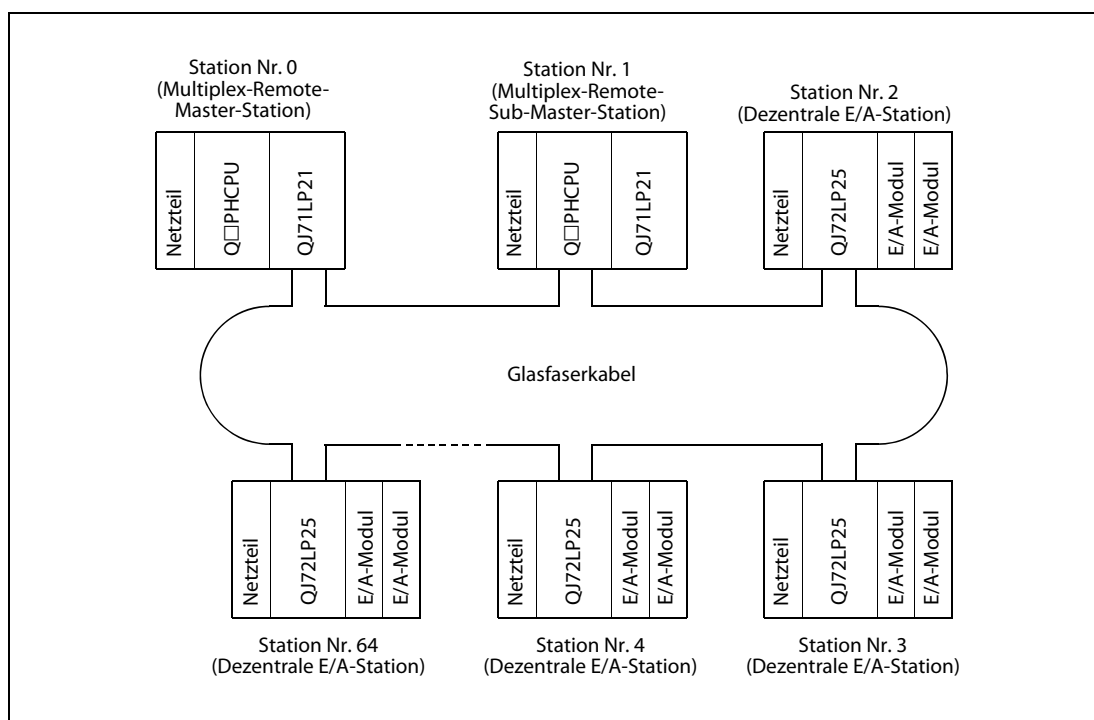 Station Nr. 0
(Multiplex-Remote-
Master-Station)
Netzteil
Q□PHCPU
QJ71LP21
Station Nr. 1
(Multiplex-Remote-
Sub-Master-Station)
Netzteil
Q□PHCPU
QJ71LP21
Station Nr. 2
(Dezentrale E/A-Station)
Netzteil
QJ72LP25
E/A-Modul
E/A-Modul
Glasfaserkabel
Netzteil
QJ72LP25
E/A-Modul
E/A-Modul
Station Nr. 64
(Dezentrale E/A-Station)
Netzteil
QJ72LP25
E/A-Modul
E/A-Modul
Station Nr. 4
(Dezentrale E/A-Station)
Netzteil
QJ72LP25
E/A-Modul
E/A-Modul
Station Nr. 3
(Dezentrale E/A-Station)